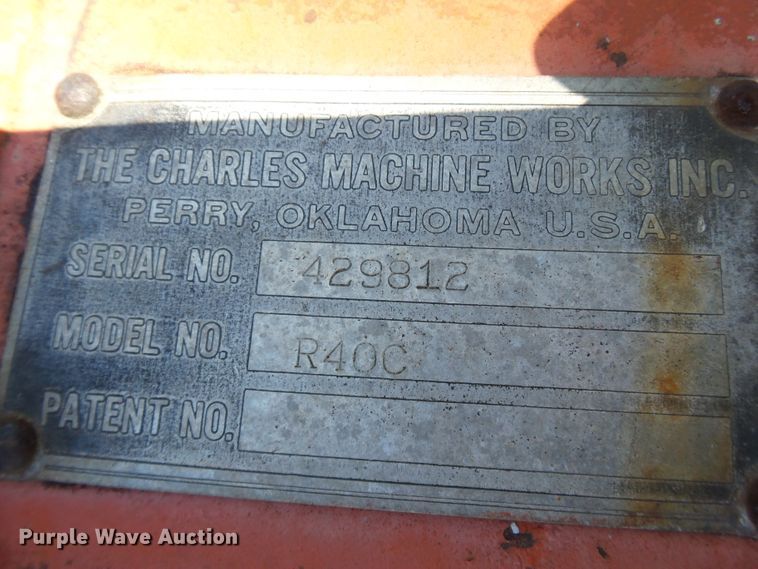 MANUFACTURED BY
THE CHARLES MACHINE WORKS INC.
PERRY, OKLAHOMA U.S.A.
SERIAL NO. 429812
MODEL NO. R40C
PATENT NO.
Purple Wave Auction